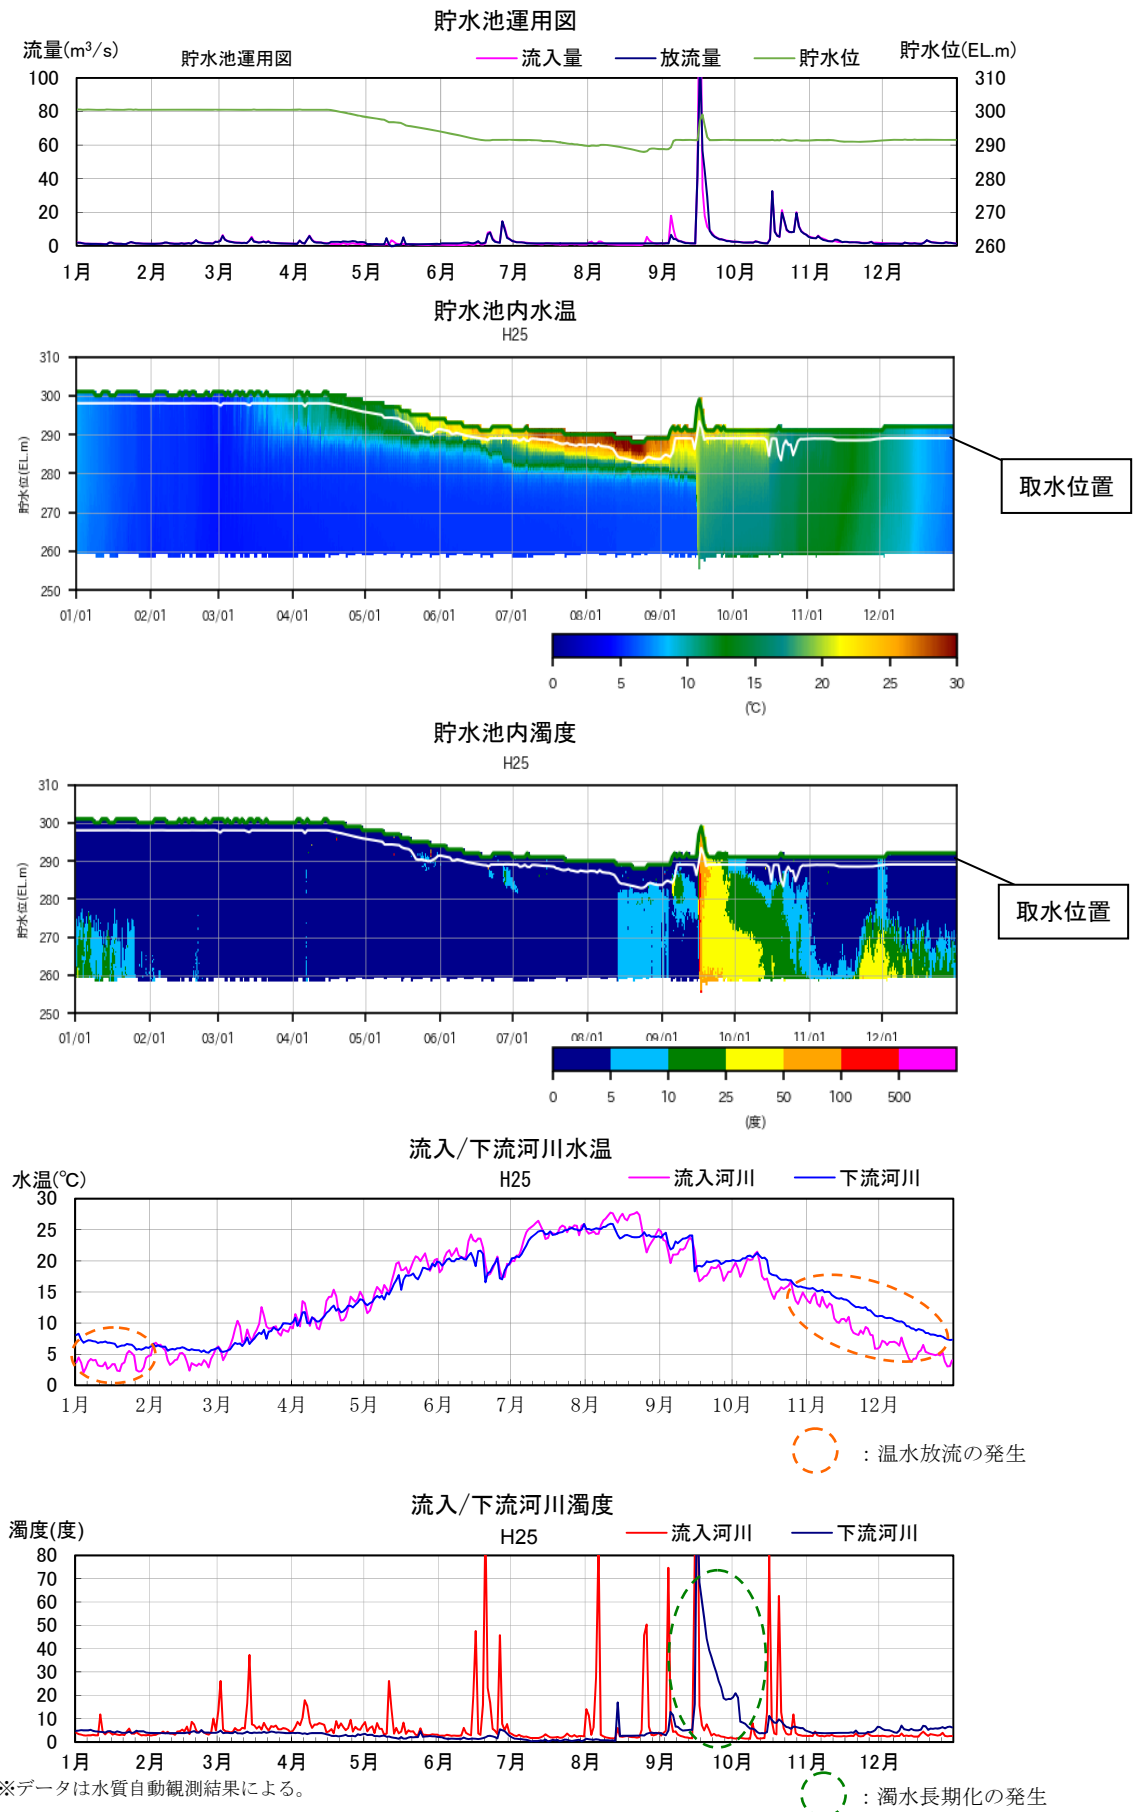 貯水池運用図
流量(m³/s)
貯水池運用図
流入量
放流量
貯水位
貯水位(EL.m)
100
80
60
40
20
0
310
300
290
280
270
260
1月 2月 3月 4月 5月 6月 7月 8月 9月 10月 11月 12月
貯水池内水温
H25
貯水位(EL.m)
310
300
290
280
270
260
250
01/01 02/01 03/01 04/01 05/01 06/01 07/01 08/01 09/01 10/01 11/01 12/01
取水位置
0 5 10 15 20 25 30
(℃)
貯水池内濁度
H25
貯水位(EL.m)
310
300
290
280
270
260
250
01/01 02/01 03/01 04/01 05/01 06/01 07/01 08/01 09/01 10/01 11/01 12/01
取水位置
0 5 10 25 50 100 500
(度)
流入/下流河川水温
水温(℃)
H25
流入河川
下流河川
30
25
20
15
10
5
0
1月 2月 3月 4月 5月 6月 7月 8月 9月 10月 11月 12月
：温水放流の発生
流入/下流河川濁度
濁度(度)
H25
流入河川
下流河川
80
70
60
50
40
30
20
10
0
1月 2月 3月 4月 5月 6月 7月 8月 9月 10月 11月 12月
※データは水質自動観測結果による。
：濁水長期化の発生